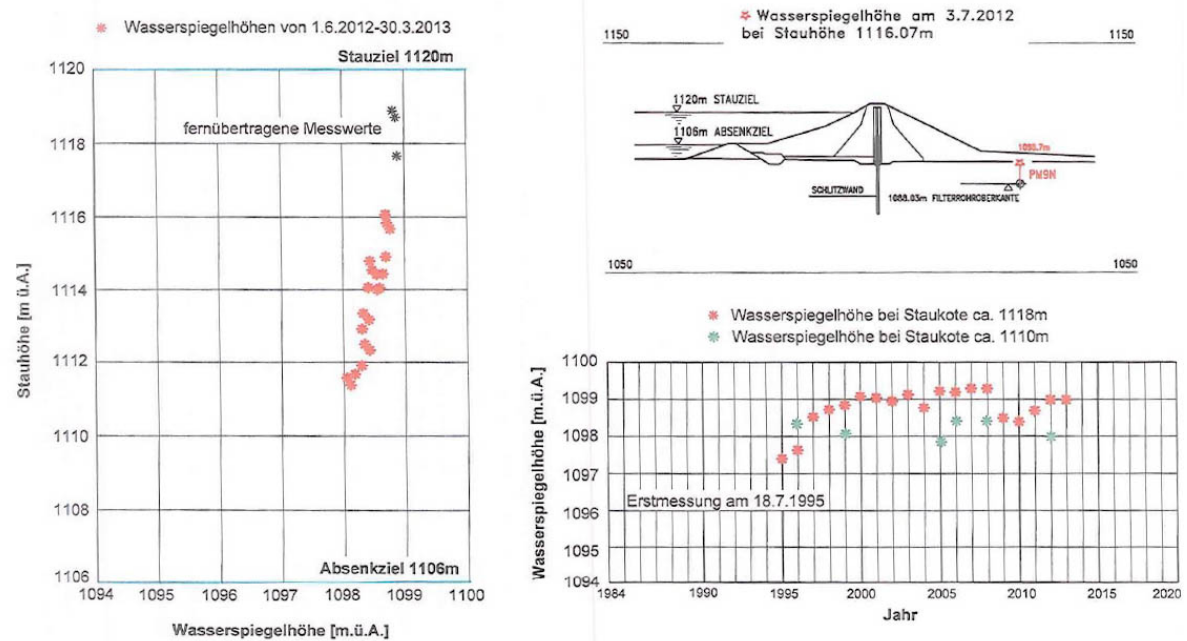 Wasserspiegelhöhen von 1.6.2012-30.3.2013
Stauziel 1120m
1120
1118
1116
1114
1112
1110
1108
1106
fernübertragene Messwerte
Stauhöhe [m ü.A.]
Absenkziel 1106m
1094
1095
1096
1097
1098
1099
1100
Wasserspiegelhöhe [m.ü.A.]
Wasserspiegelhöhe am 3.7.2012
bei Stauhöhe 1116.07m
1150
1150
1120m STAUZIEL
1106m ABSENKZIEL
PM9N
SCHLITZWAND
1088.03m FILTERROHROBERKANTE
1050
1050
Wasserspiegelhöhe bei Staukote ca. 1118m
Wasserspiegelhöhe bei Staukote ca. 1110m
1100
1099
1098
1097
1096
1095
1094
Wasserspiegelhöhe [m.ü.A.]
Erstmessung am 18.7.1995
1984
1990
1995
2000
2005
2010
2015
2020
Jahr